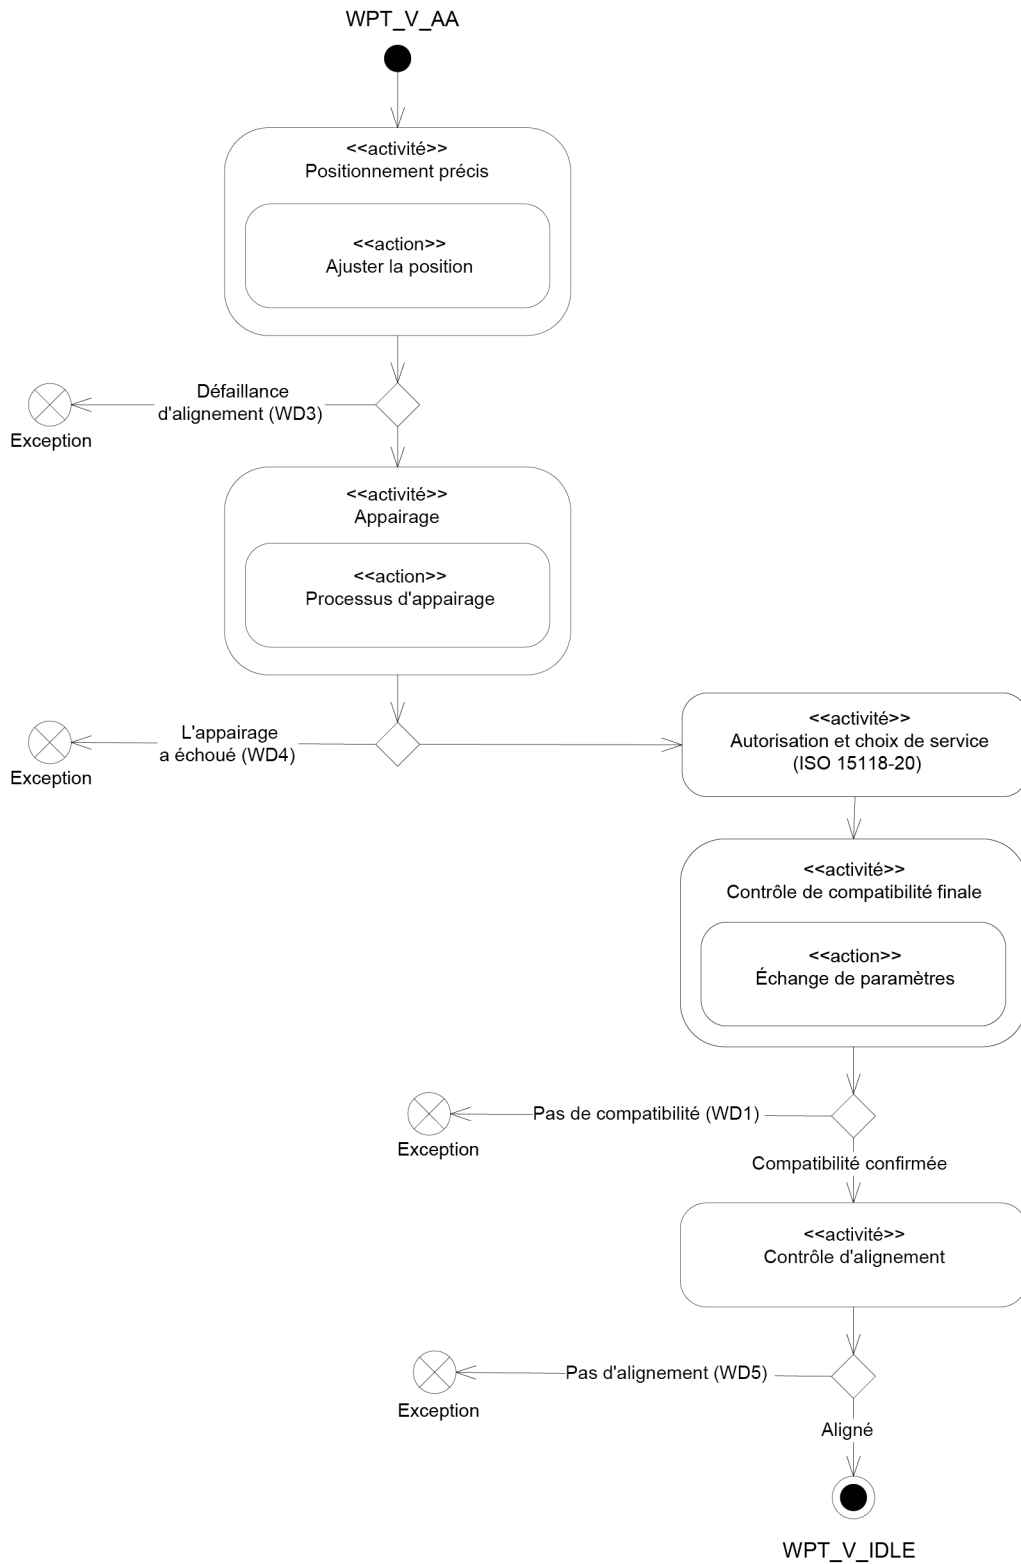 WPT_V_AA
<<activité>>
Positionnement précis
<<action>>
Ajuster la position
Défaillance
d'alignement (WD3)
Exception
<<activité>>
Appairage
<<action>>
Processus d'appairage
L'appairage
a échoué (WD4)
Exception
<<activité>>
Autorisation et choix de service
(ISO 15118-20)
<<activité>>
Contrôle de compatibilité finale
<<action>>
Échange de paramètres
Pas de compatibilité (WD1)
Exception
Compatibilité confirmée
<<activité>>
Contrôle d'alignement
Pas d'alignement (WD5)
Exception
Aligné
WPT_V_IDLE